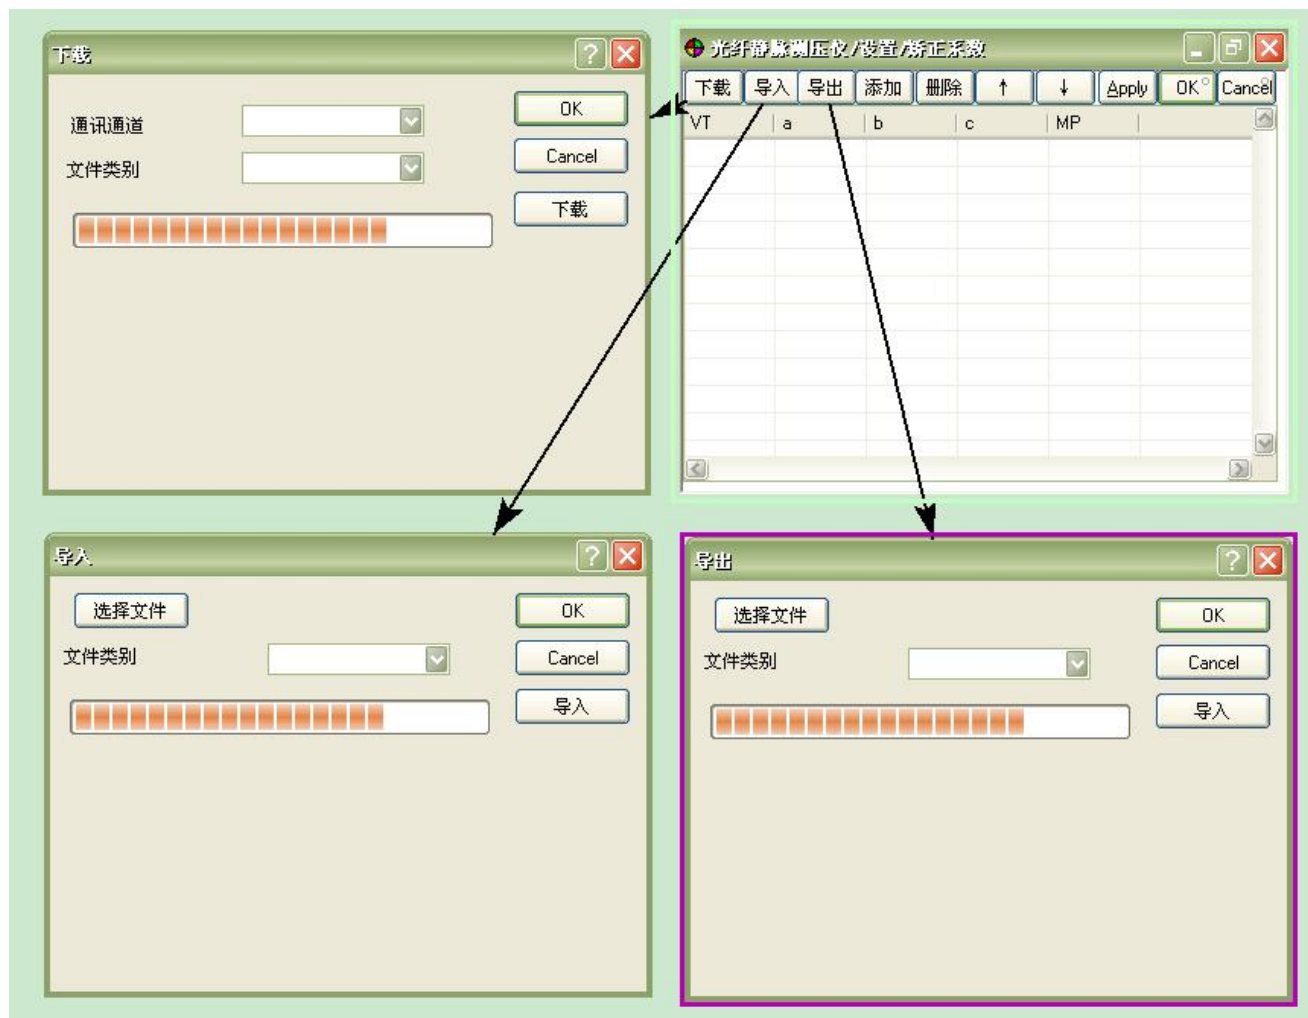 下载
通讯通道
文件类别
OK
Cancel
下载
光纤静脉测压仪/设置/矫正系数
下载 导入 导出 添加 删除 ↑ ↓ Apply OK Cancel
VT a b c MP
导入
选择文件
文件类别
OK
Cancel
导入
导出
选择文件
文件类别
OK
Cancel
导入